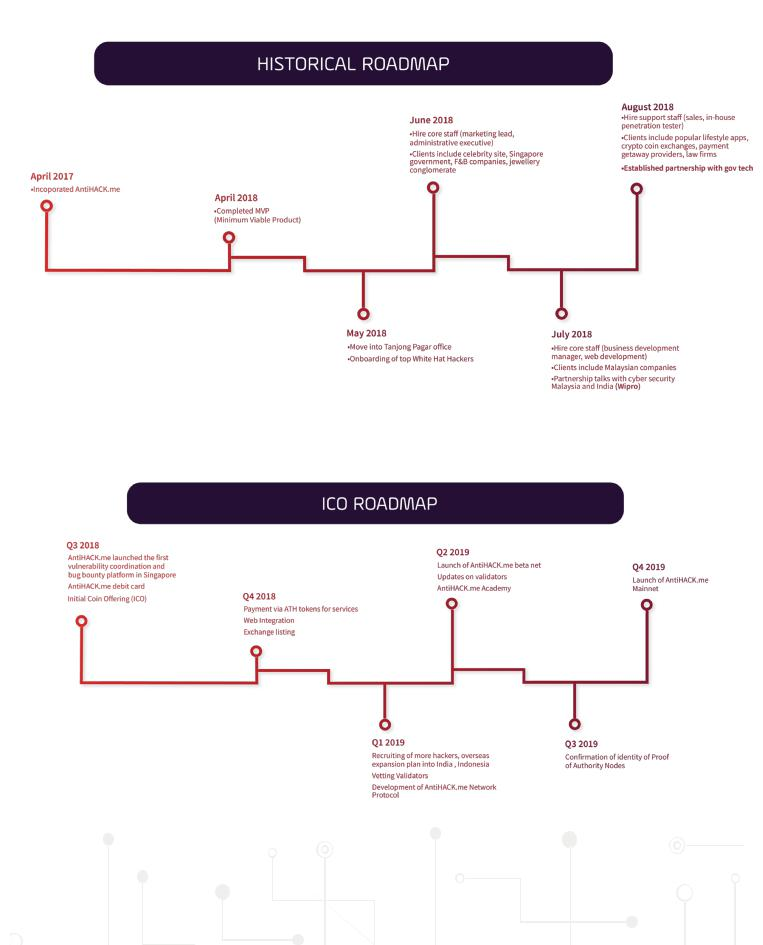 HISTORICAL ROADMAP
April 2017
•Incoporated AntiHACK.me
April 2018
•Completed MVP
(Minimum Viable Product)
May 2018
•Move into Tanjong Pagar office
•Onboarding of top White Hat Hackers
June 2018
•Hire core staff (marketing lead,
administrative executive)
•Clients include celebrity site, Singapore
government, F&B companies, jewellery
conglomerate
July 2018
•Hire core staff (business development
manager, web development)
•Clients include Malaysian companies
•Partnership talks with cyber security
Malaysia and India (Wipro)
August 2018
•Hire support staff (sales, in-house
penetration tester)
•Clients include popular lifestyle apps,
crypto coin exchanges, payment
getaway providers, law firms
•Established partnership with gov tech
ICO ROADMAP
Q3 2018
AntiHACK.me launched the first
vulnerability coordination and
bug bounty platform in Singapore
AntiHACK.me debit card
Initial Coin Offering (ICO)
Q4 2018
Payment via ATH tokens for services
Web Integration
Exchange listing
Q1 2019
Recruiting of more hackers, overseas
expansion plan into India , Indonesia
Vetting Validators
Development of AntiHACK.me Network
Protocol
Q2 2019
Launch of AntiHACK.me beta net
Updates on validators
AntiHACK.me Academy
Q3 2019
Confirmation of identity of Proof
of Authority Nodes
Q4 2019
Launch of AntiHACK.me
Mainnet